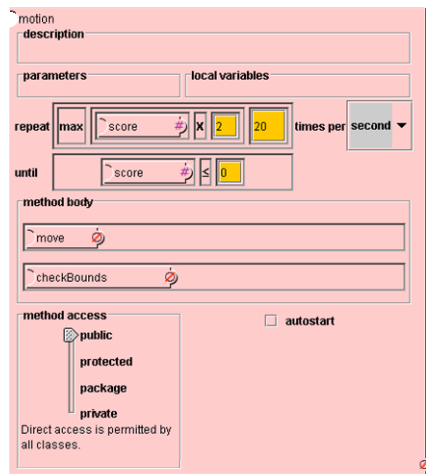 motion
description
parameters local variables
repeat max score # X 2 20 times per second
until score # ≤ 0
method body
move
checkBounds
method access
autostart
public
protected
package
private
Direct access is permitted by
all classes.